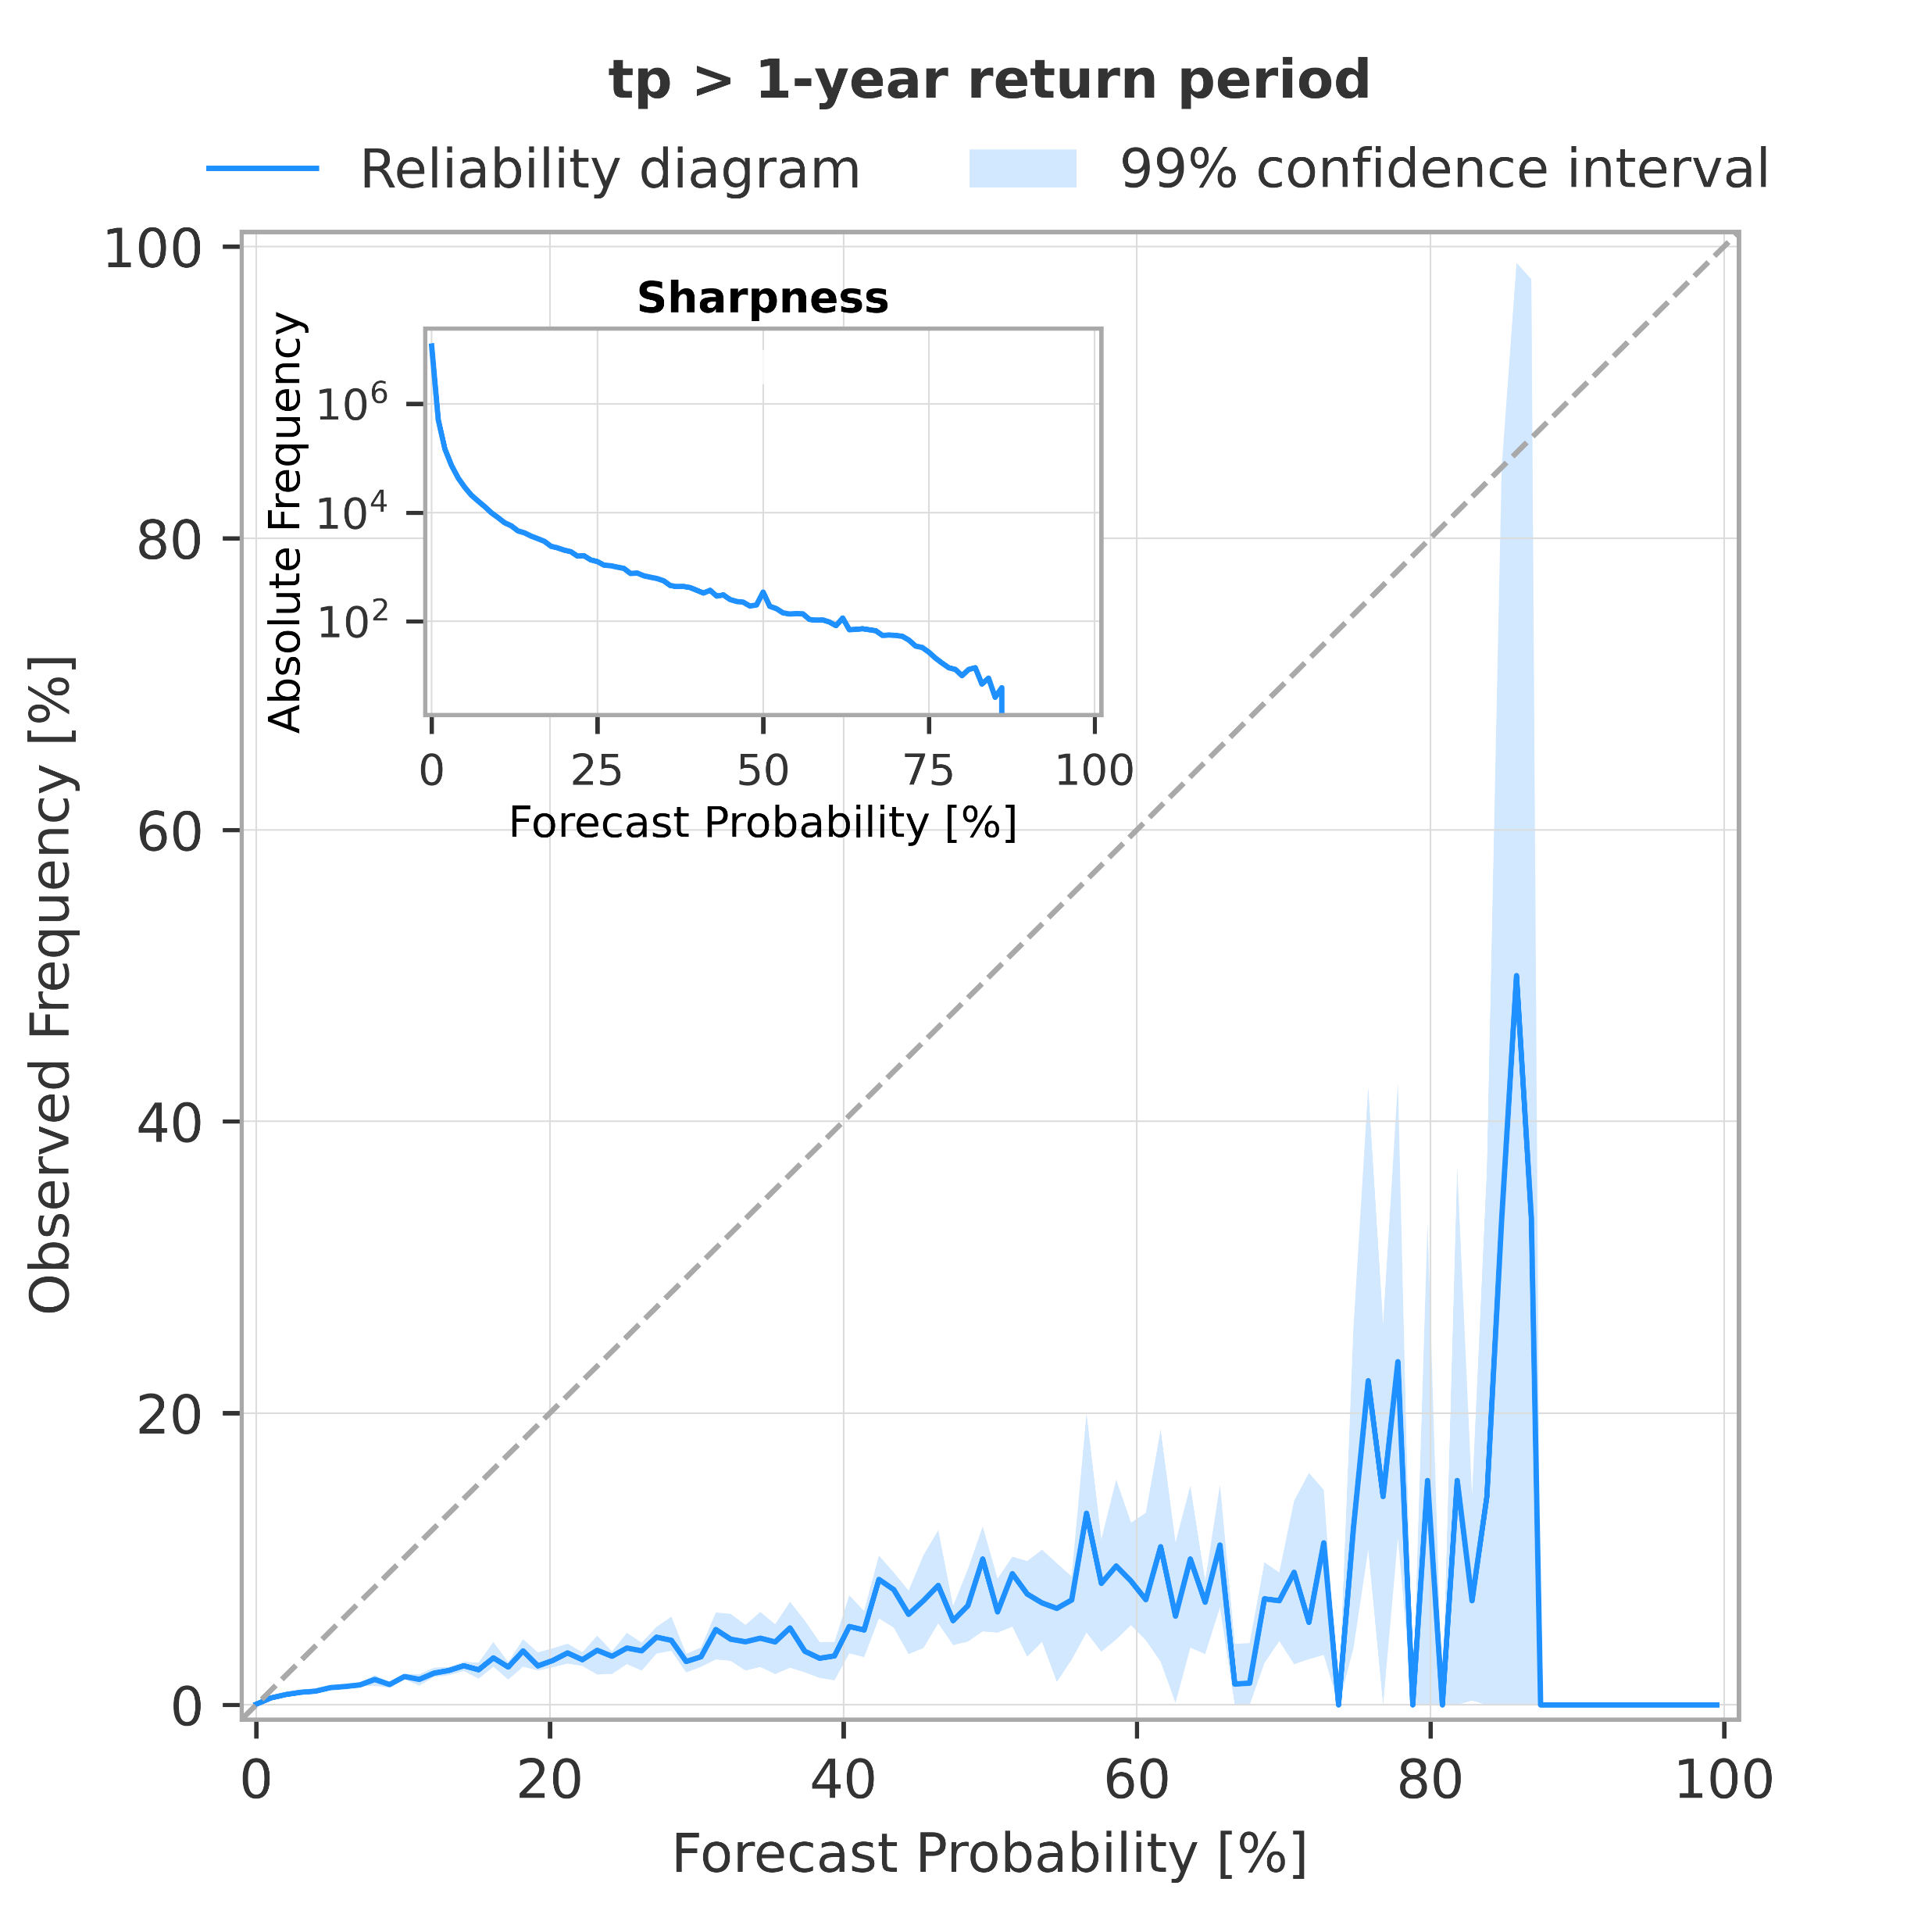 tp > 1-year return period
Reliability diagram
99% confidence interval
100
80
60
40
20
0
Observed Frequency [%]
Sharpness
Absolute Frequency
10^6
10^4
10^2
0 25 50 75 100
Forecast Probability [%]
0 20 40 60 80 100
Forecast Probability [%]